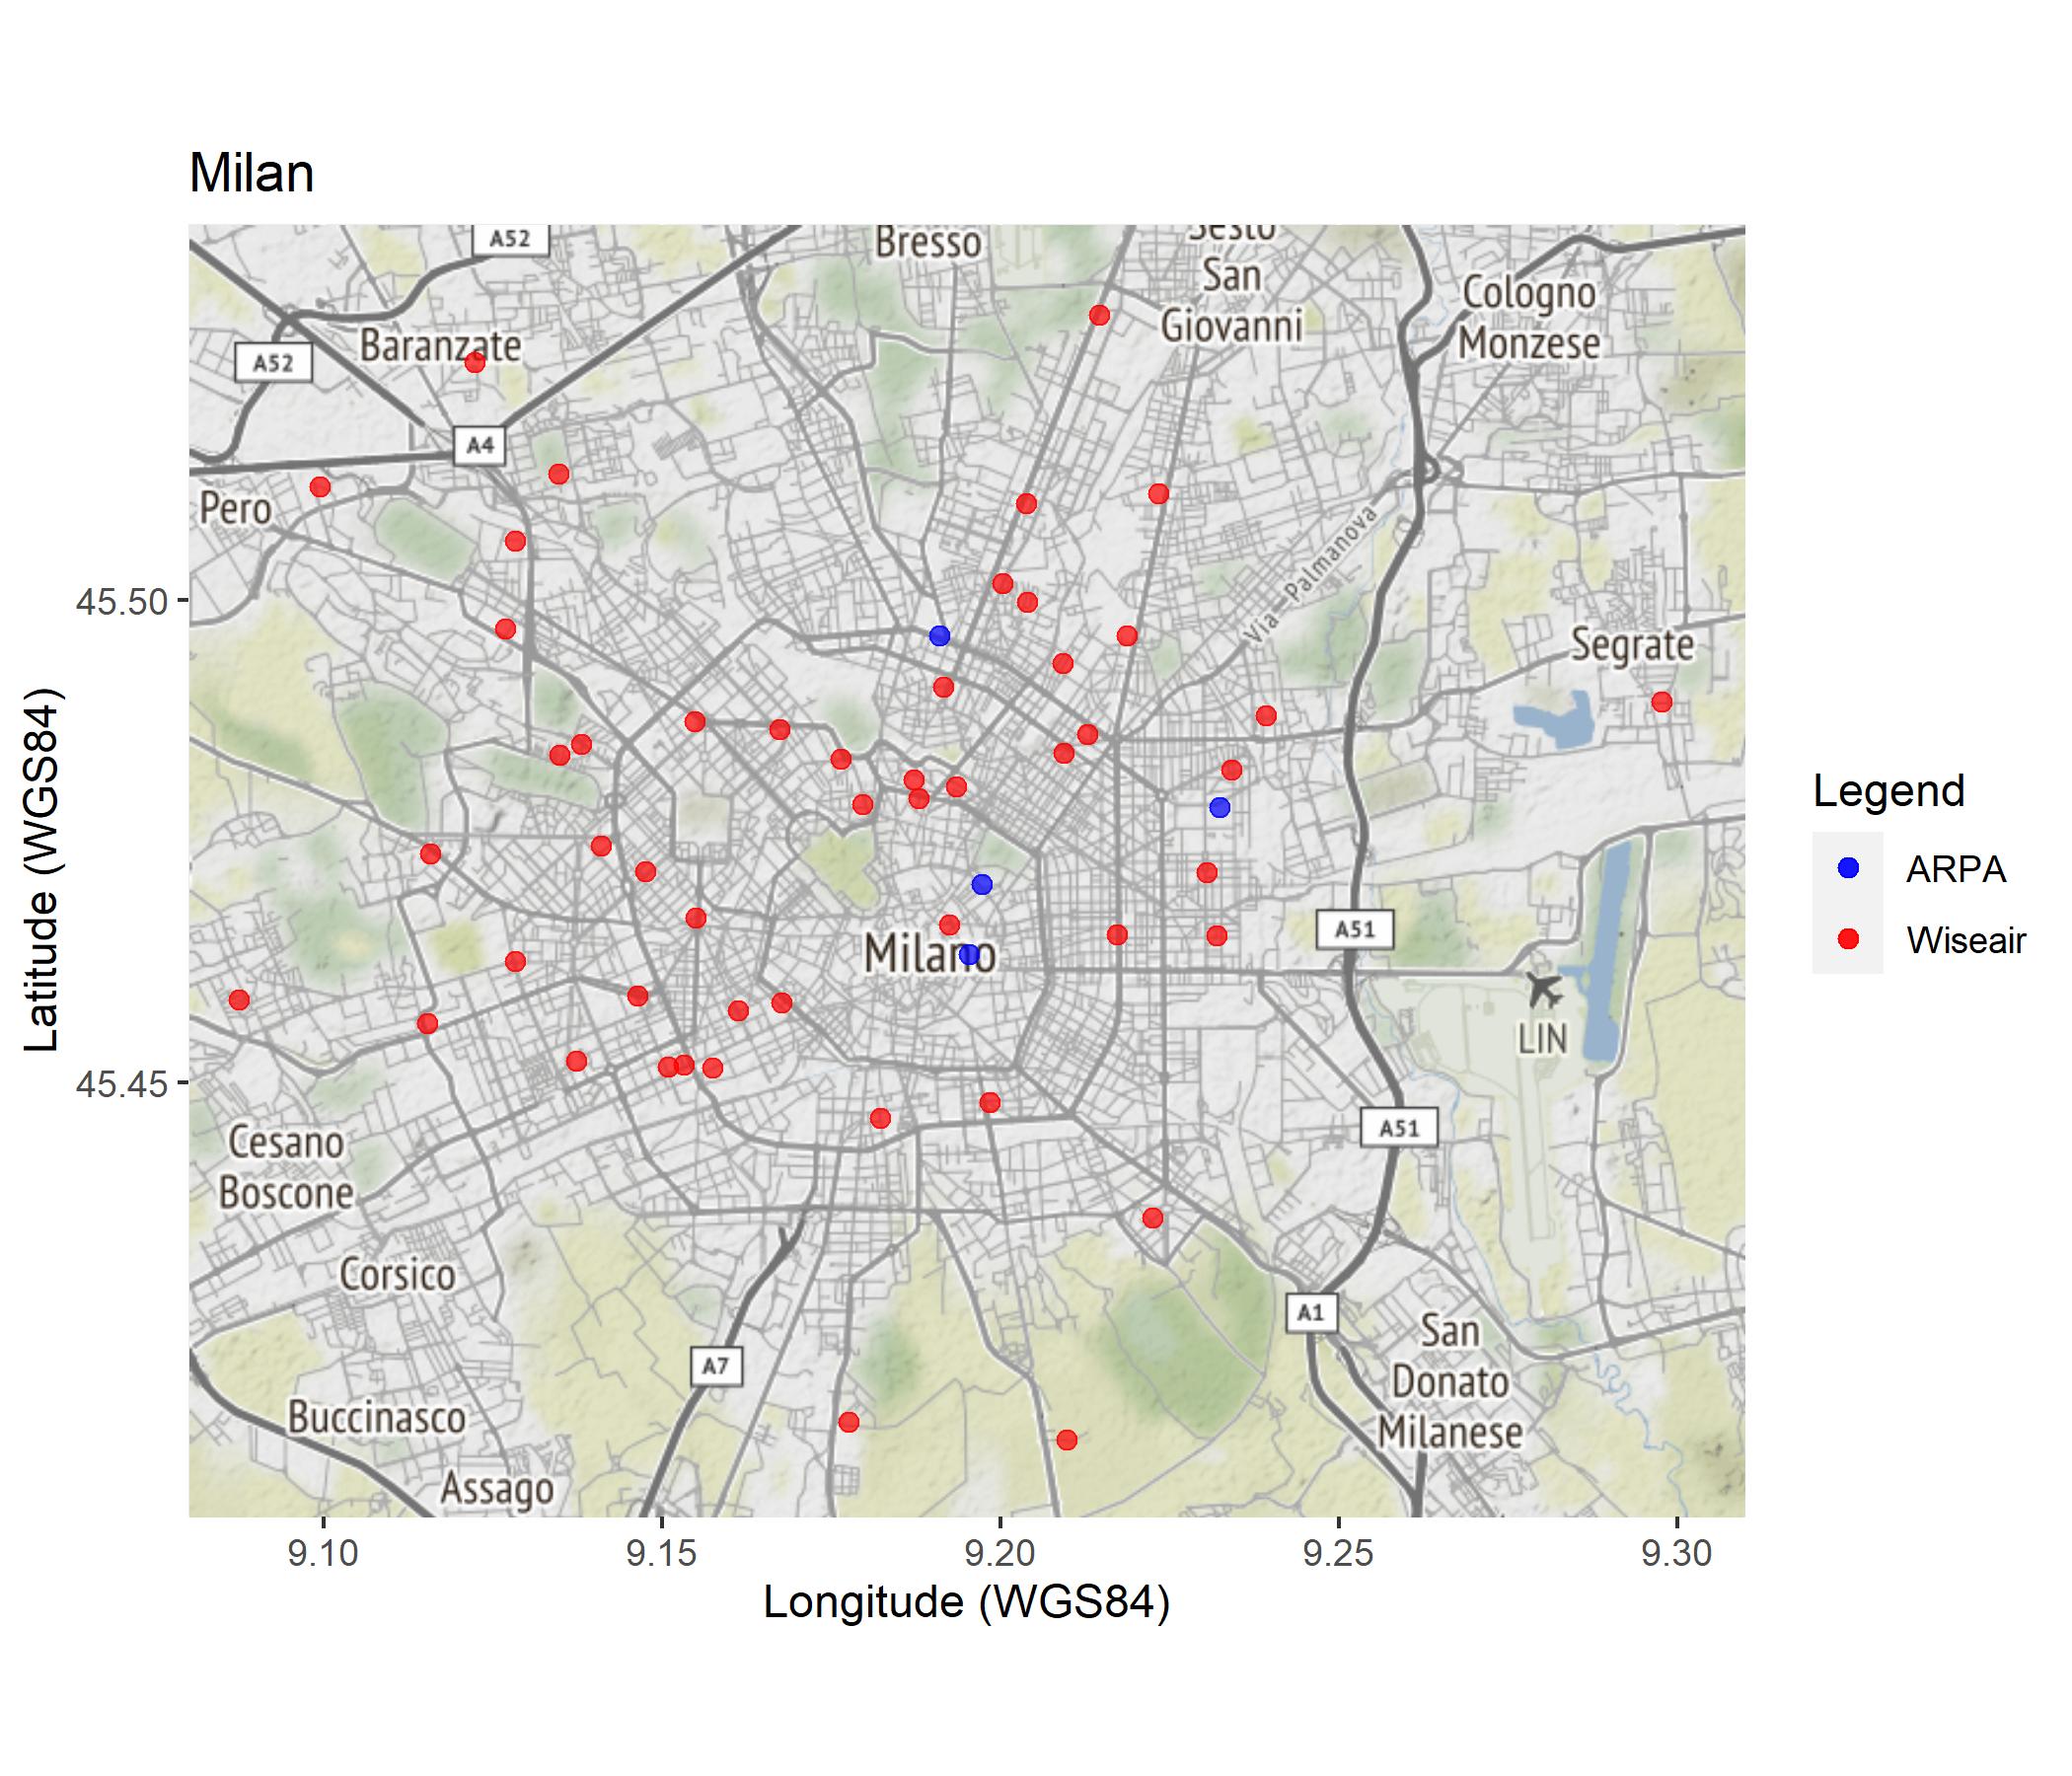 Milan
A52
Bresso
Sesto
San
Giovanni
Cologno
Monzese
Baranzate
A52
A4
Pero
Via Palmanova
Segrate
45.50
Latitude (WGS84)
Legend
ARPA
Wiseair
A51
Milano
LIN
45.45
A51
Cesano
Boscone
Corsico
A1
San
Donato
Milanese
A7
Buccinasco
Assago
9.10
9.15
9.20
9.25
9.30
Longitude (WGS84)